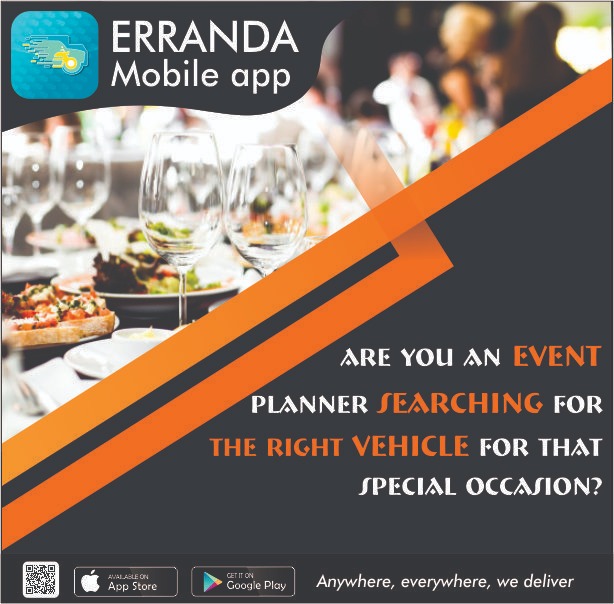 ERRANDA
Mobile app
ARE YOU AN EVENT
PLANNER SEARCHING FOR
THE RIGHT VEHICLE FOR THAT
SPECIAL OCCASION?
AVAILABLE ON
App Store
GET IT ON
Google Play
Anywhere, everywhere, we deliver